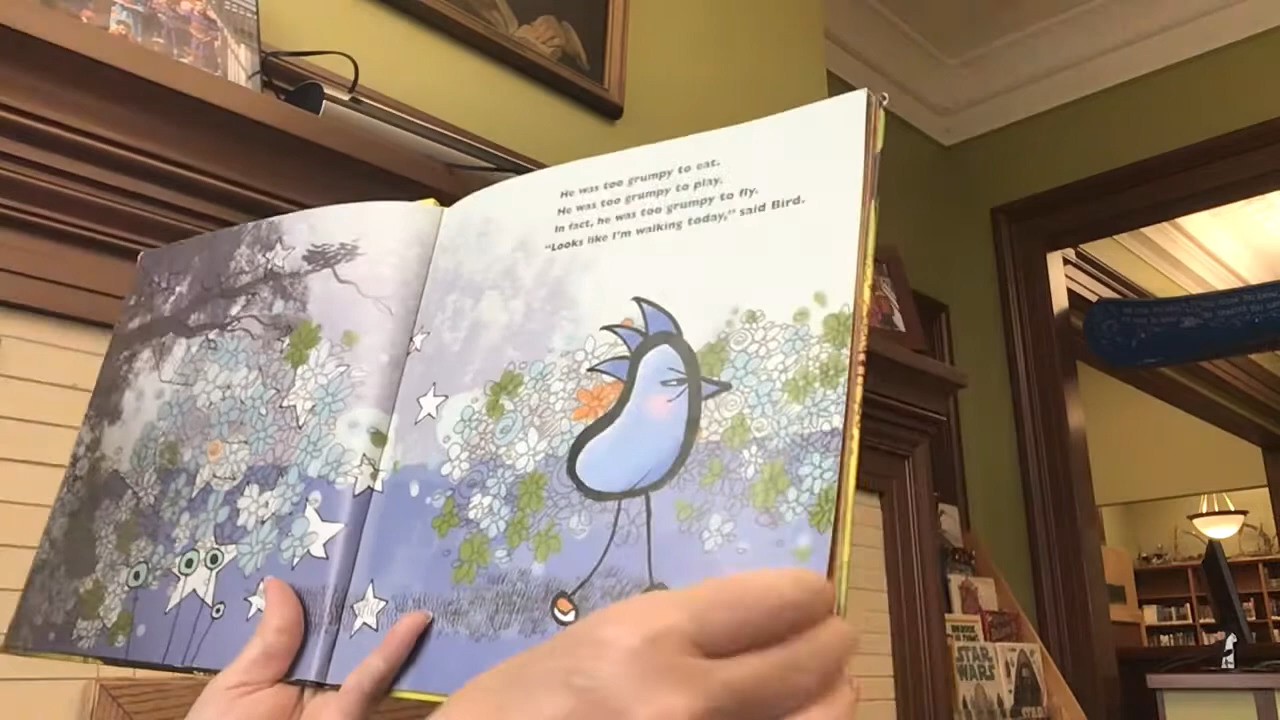 He was too grumpy to eat.
He was too grumpy to play.
In fact, he was too grumpy to fly.
"Looks like I'm walking today," said Bird.
STAR
WARS